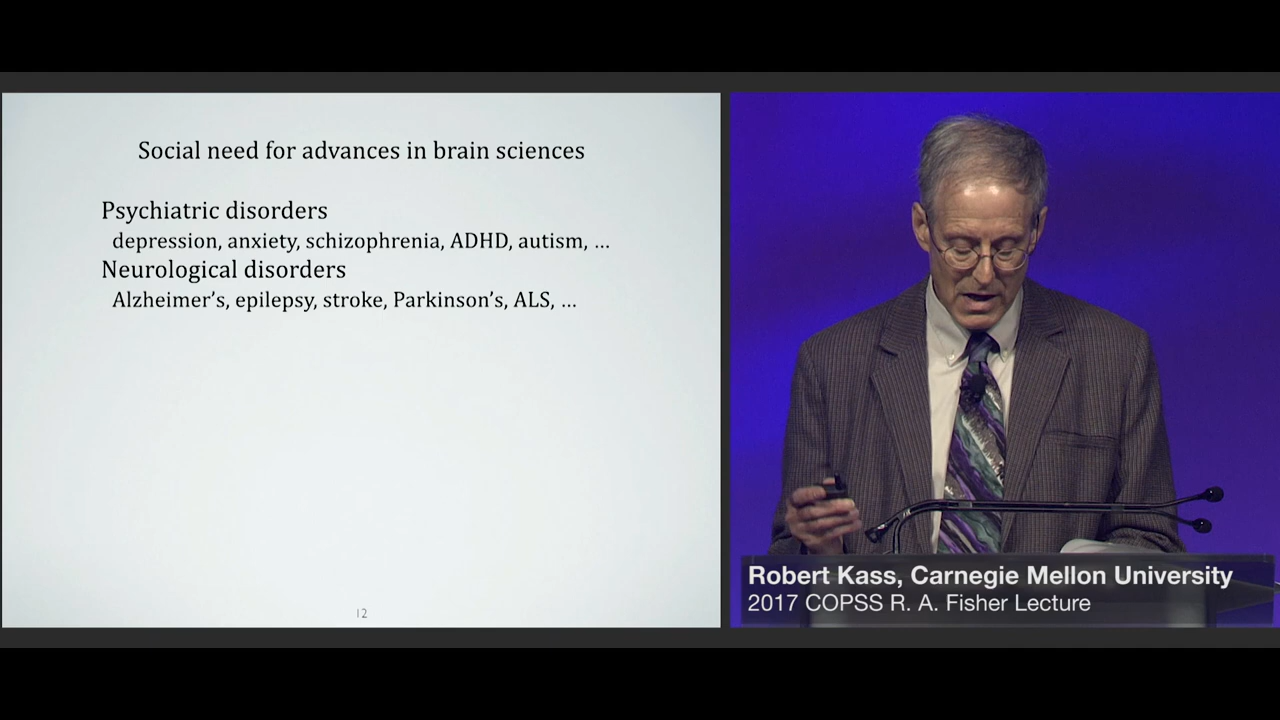 Social need for advances in brain sciences
Psychiatric disorders
depression, anxiety, schizophrenia, ADHD, autism, …
Neurological disorders
Alzheimer’s, epilepsy, stroke, Parkinson’s, ALS, …
12
Robert Kass, Carnegie Mellon University
2017 COPSS R. A. Fisher Lecture